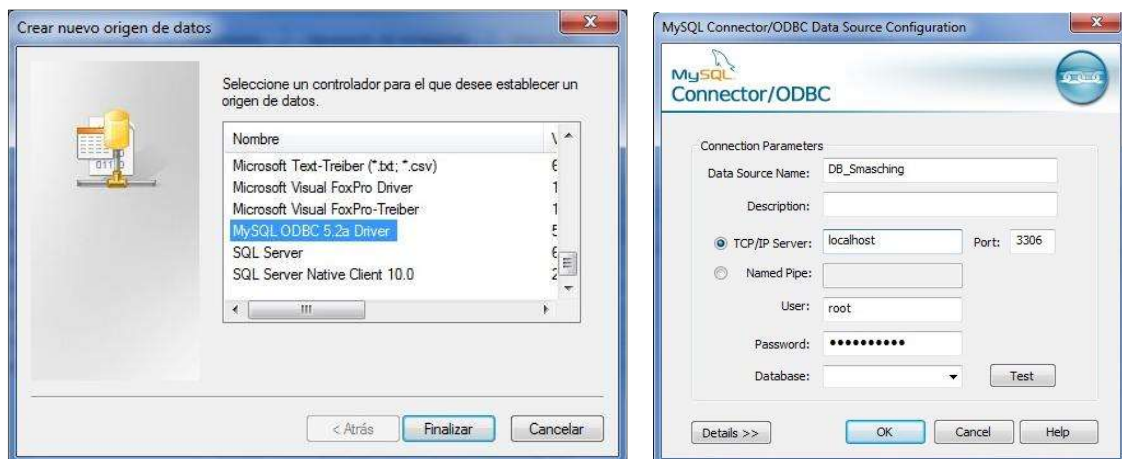 Crear nuevo origen de datos
Seleccione un controlador para el que desee establecer un
origen de datos.
Nombre
Microsoft Text-Treiber (*.txt; *.csv)
Microsoft Visual FoxPro Driver
Microsoft Visual FoxPro-Treiber
MySQL ODBC 5.2a Driver
SQL Server
SQL Server Native Client 10.0
< Atrás
Finalizar
Cancelar
MySQL Connector/ODBC Data Source Configuration
MySQL
Connector/ODBC
Connection Parameters
Data Source Name: DB_Smasching
Description:
TCP/IP Server: localhost Port: 3306
Named Pipe:
User: root
Password: ●●●●●●●●●●
Database:
Test
Details >>
OK
Cancel
Help